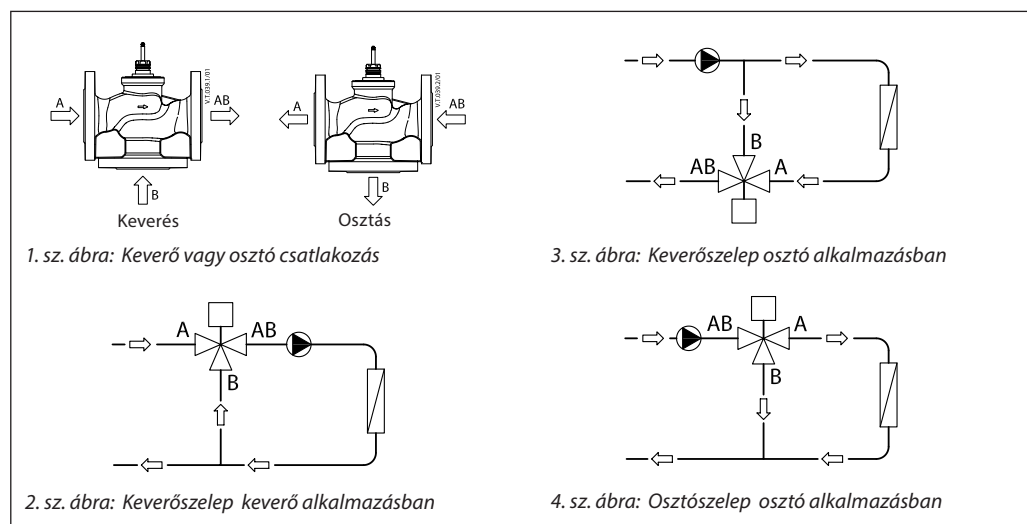 A
AB
B
V.T.039.1/01
Keverés
A
AB
B
V.T.039.2/01
Osztás
1. sz. ábra: Keverő vagy osztó csatlakozás
B
AB
A
3. sz. ábra: Keverőszelep osztó alkalmazásban
A
AB
B
2. sz. ábra: Keverőszelep keverő alkalmazásban
AB
A
B
4. sz. ábra: Osztószelep osztó alkalmazásban